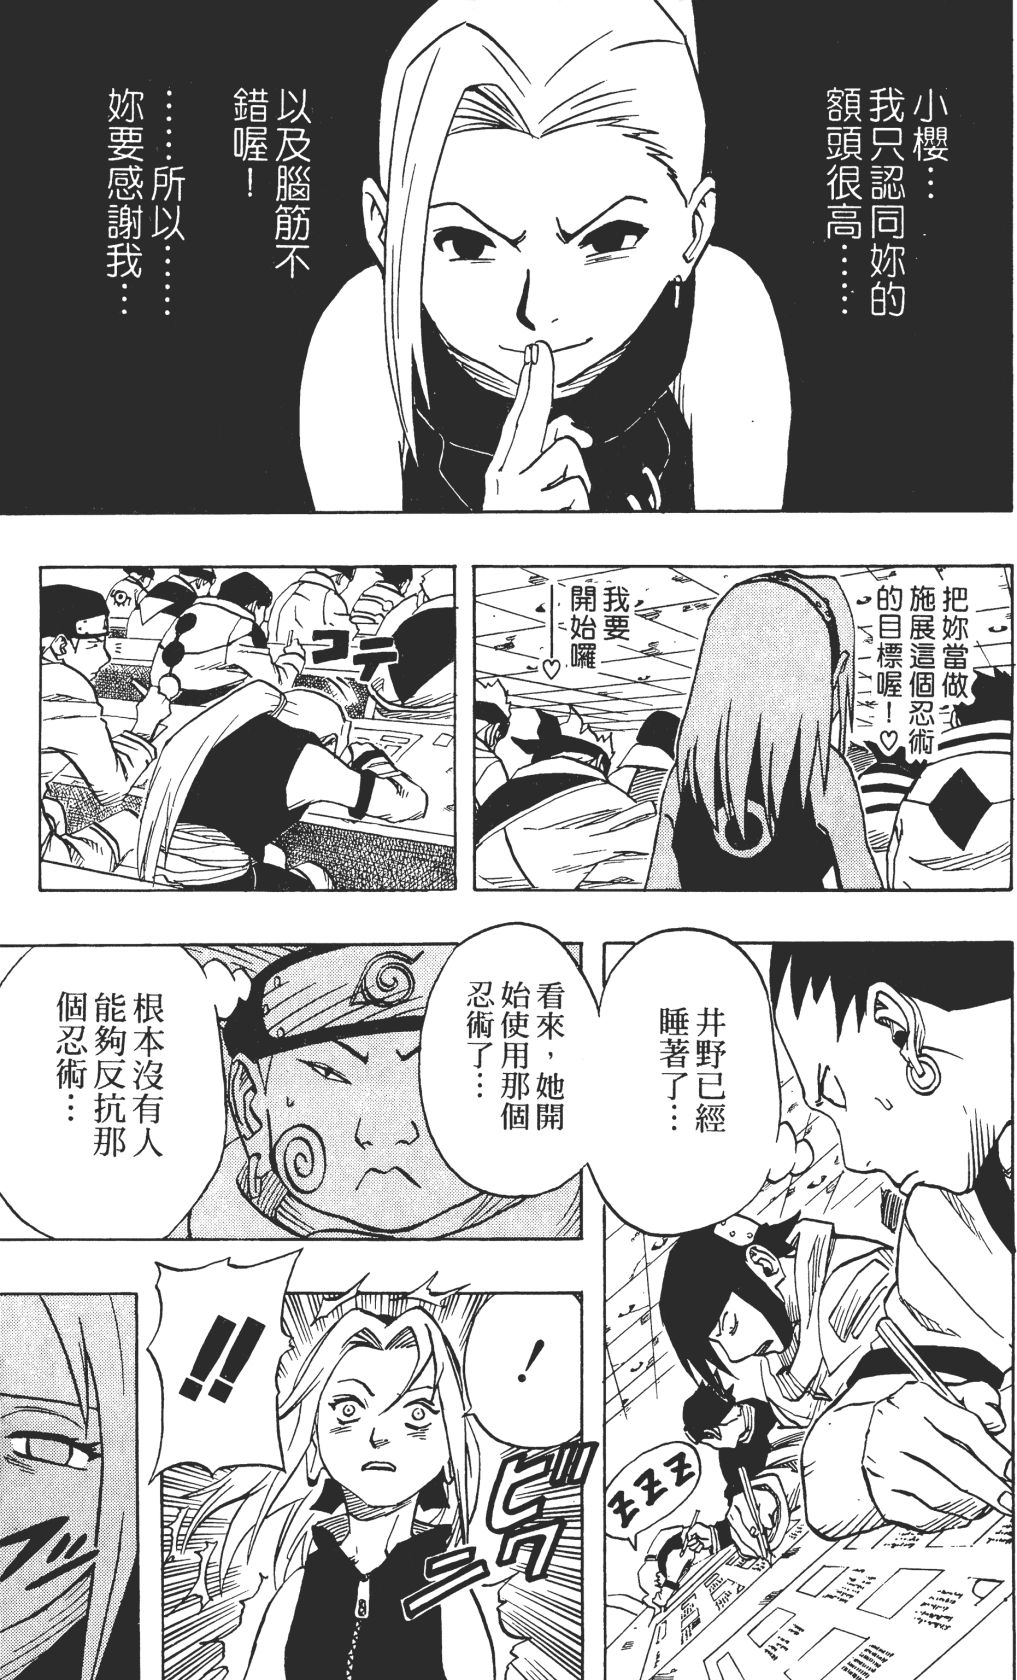 小櫻…
我只認同妳的
額頭很高……
以及腦筋不
錯喔！
……所以……
妳要感謝我…
把妳當做
施展這個忍術
的目標喔！♡
我要
開始囉
——♡
コテ
井野已經
睡著了…
看來，她開
始使用那個
忍術了…
根本沒有人
能夠反抗那
個忍術…
ZZZ
！
ビクッ
!!